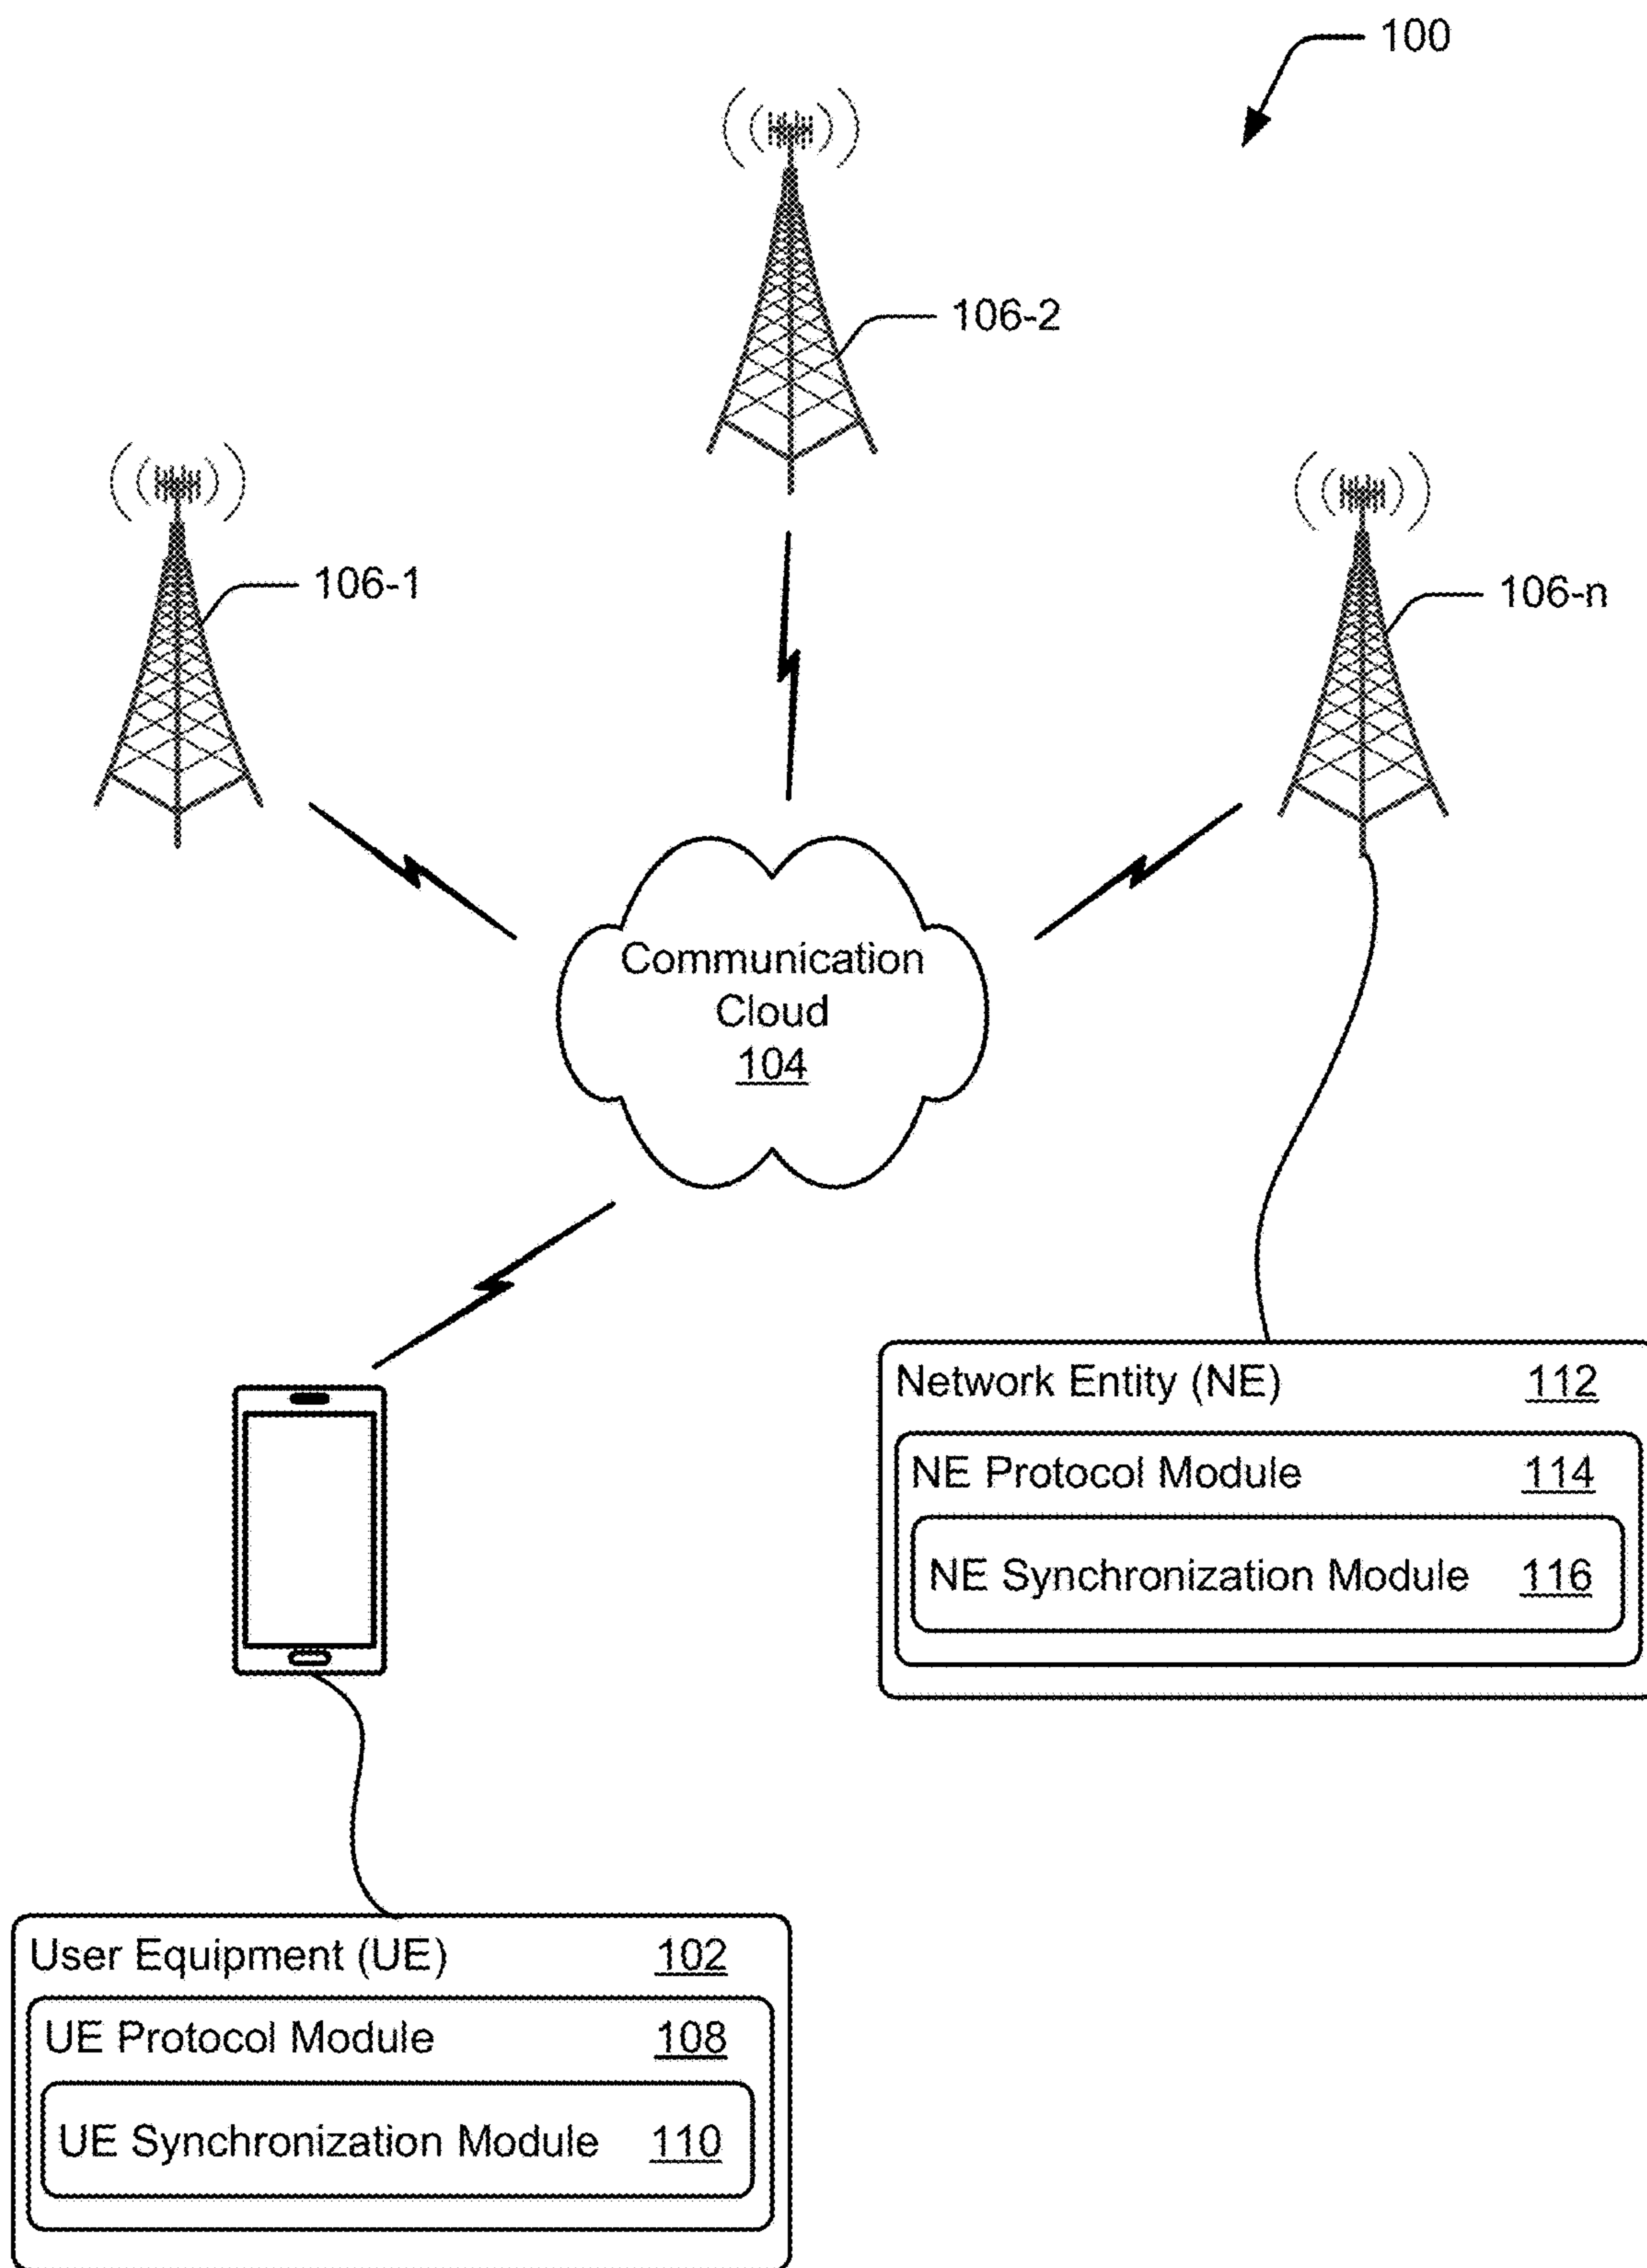 100
106-2
106-1
106-n
Communication
Cloud
104
Network Entity (NE) 112
NE Protocol Module 114
NE Synchronization Module 116
User Equipment (UE) 102
UE Protocol Module 108
UE Synchronization Module 110